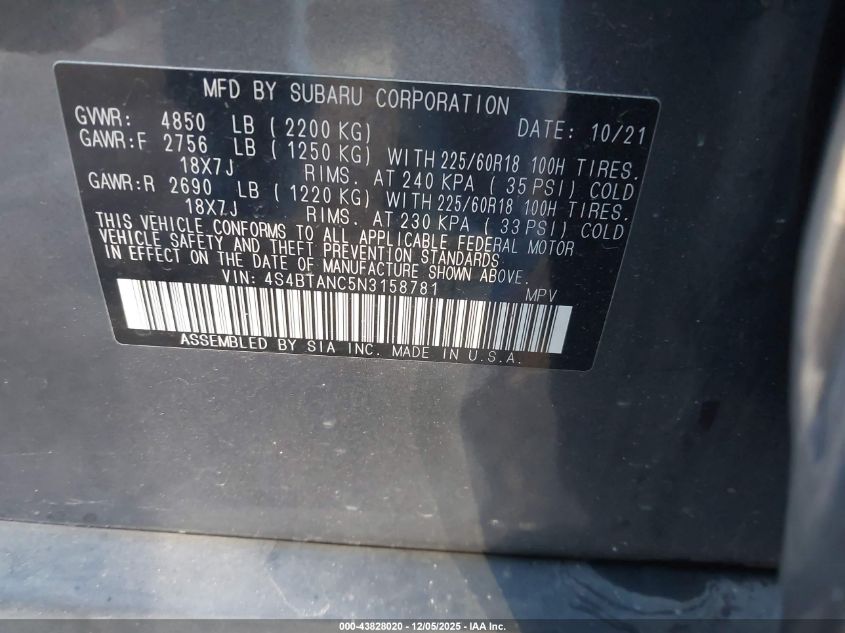 MFD BY SUBARU CORPORATION
GVWR: 4850 LB ( 2200 KG) DATE: 10/21
GAWR:F 2756 LB ( 1250 KG) WITH 225/60R18 100H TIRES.
18X7J RIMS. AT 240 KPA ( 35 PSI) COLD
GAWR:R 2690 LB ( 1220 KG) WITH 225/60R18 100H TIRES.
18X7J RIMS. AT 230 KPA ( 33 PSI) COLD
THIS VEHICLE CONFORMS TO ALL APPLICABLE FEDERAL MOTOR
VEHICLE SAFETY AND THEFT PREVENTION STANDARDS
IN EFFECT ON THE DATE OF MANUFACTURE SHOWN ABOVE.
VIN: 4S4BTANC5N3158781 MPV
ASSEMBLED BY SIA INC. MADE IN U.S.A.
000-43828020 - 12/05/2025 - IAA Inc.